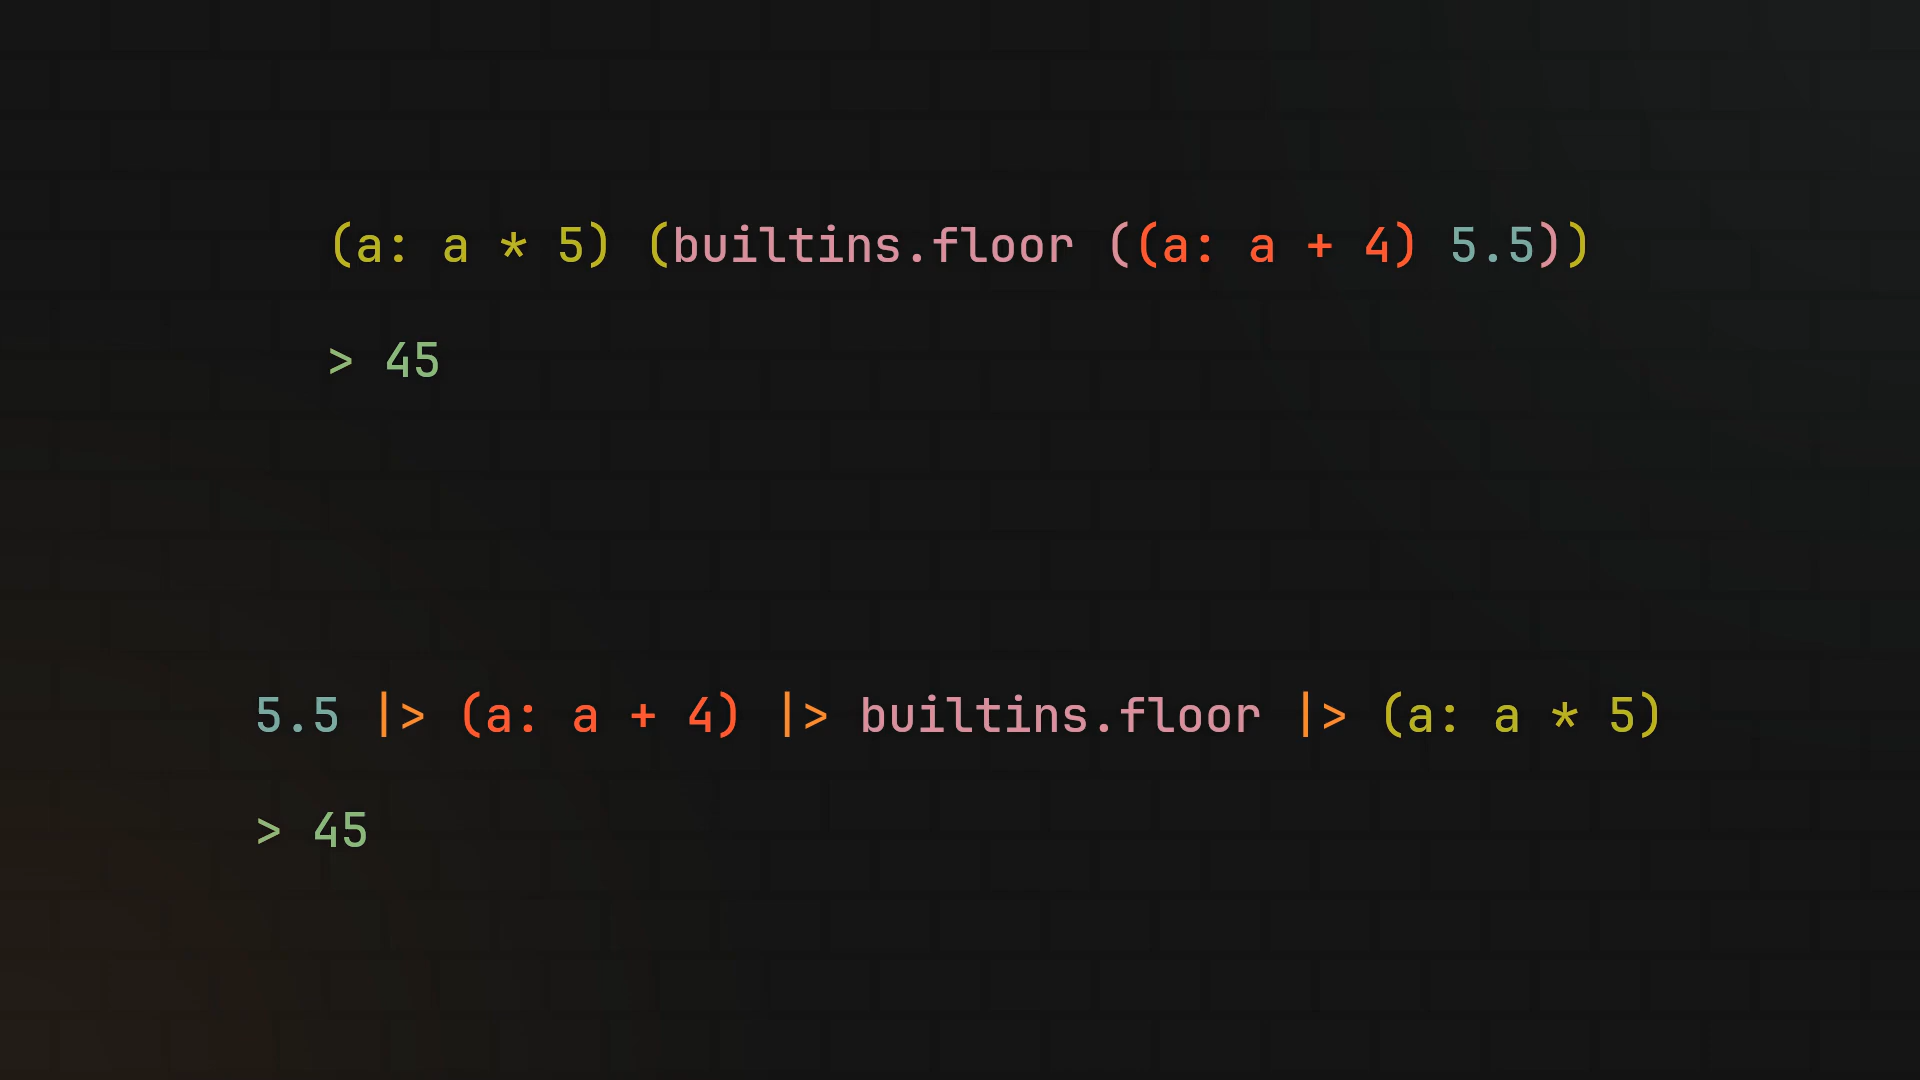 (a: a * 5) (builtins.floor ((a: a + 4) 5.5))
> 45
5.5 |> (a: a + 4) |> builtins.floor |> (a: a * 5)
> 45